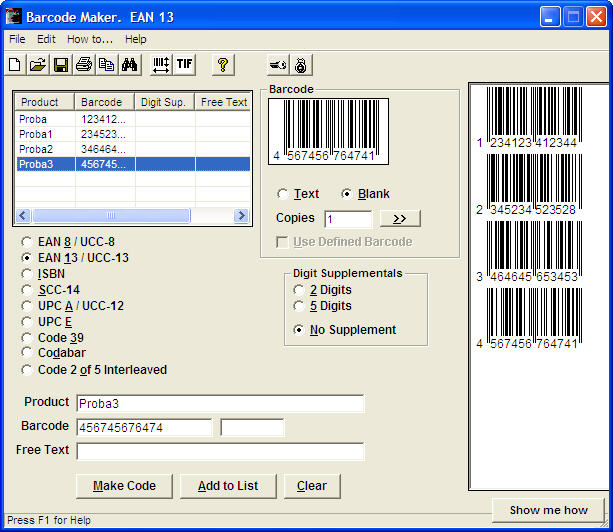 Barcode Maker.  EAN 13
File Edit How to... Help
TIF ?
Product Barcode Digit Sup. Free Text
Proba 123412...
Proba1 234523...
Proba2 346464...
Proba3 456745...
Barcode
4 567456 764741
Text Blank
Copies 1 >>
Use Defined Barcode
EAN 8 / UCC-8
EAN 13 / UCC-13
ISBN
SCC-14
UPC A / UCC-12
UPC E
Code 39
Codabar
Code 2 of 5 Interleaved
Digit Supplementals
2 Digits
5 Digits
No Supplement
1 234123 412344
2 345234 523528
3 464645 653453
4 567456 764741
Product Proba3
Barcode 456745676474
Free Text
Make Code Add to List Clear
Show me how
Press F1 for Help